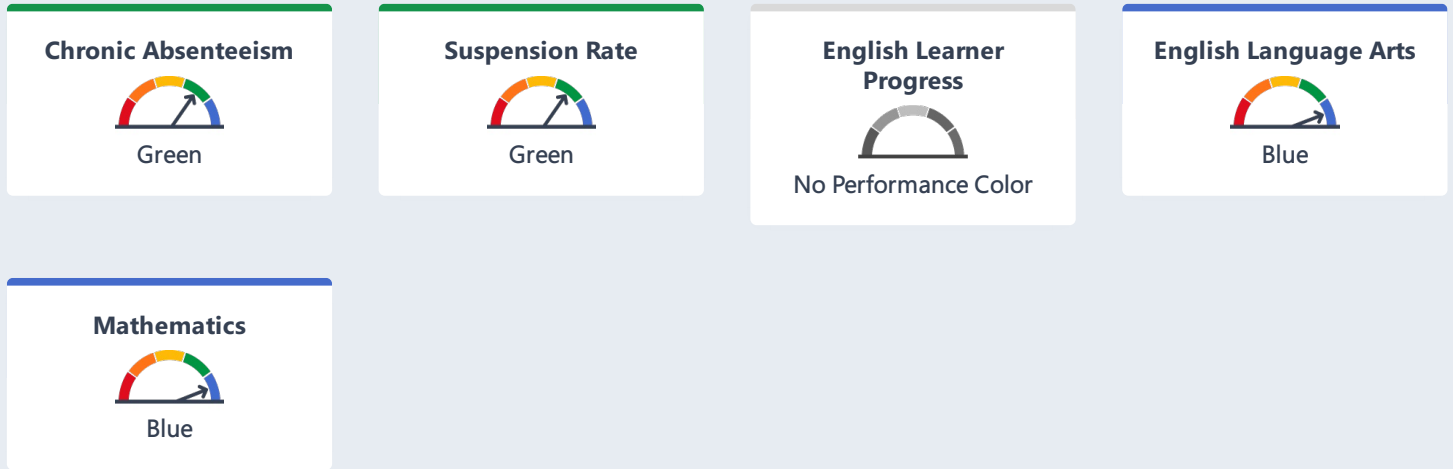 Chronic Absenteeism
Green
Suspension Rate
Green
English Learner
Progress
No Performance Color
English Language Arts
Blue
Mathematics
Blue